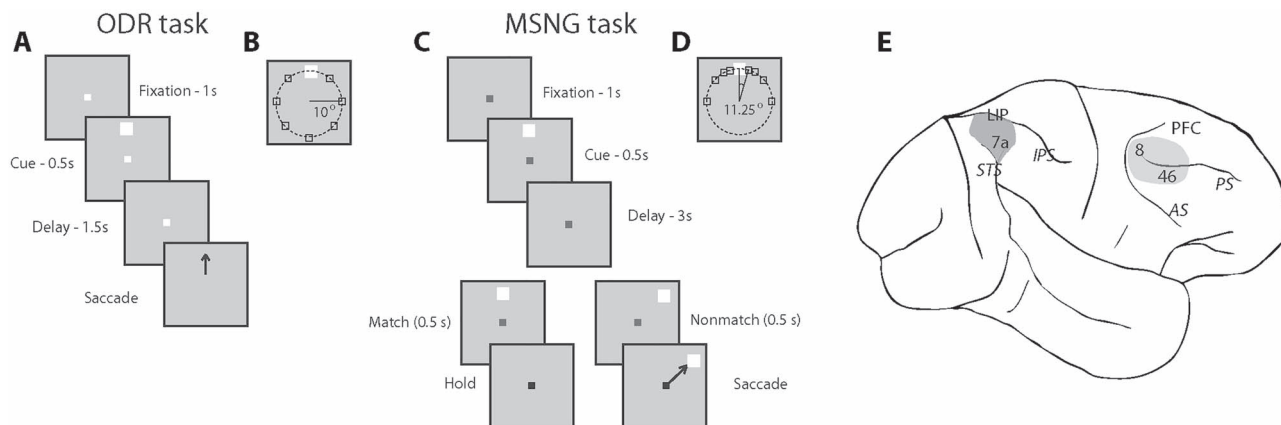 ODR task
MSNG task
A
B
C
D
E
Fixation - 1s
Cue - 0.5s
Delay - 1.5s
Saccade
10°
Fixation - 1s
Cue - 0.5s
Delay - 3s
Match (0.5 s)
Nonmatch (0.5 s)
Hold
Saccade
11.25°
LIP
7a
IPS
STS
PFC
8
46
PS
AS